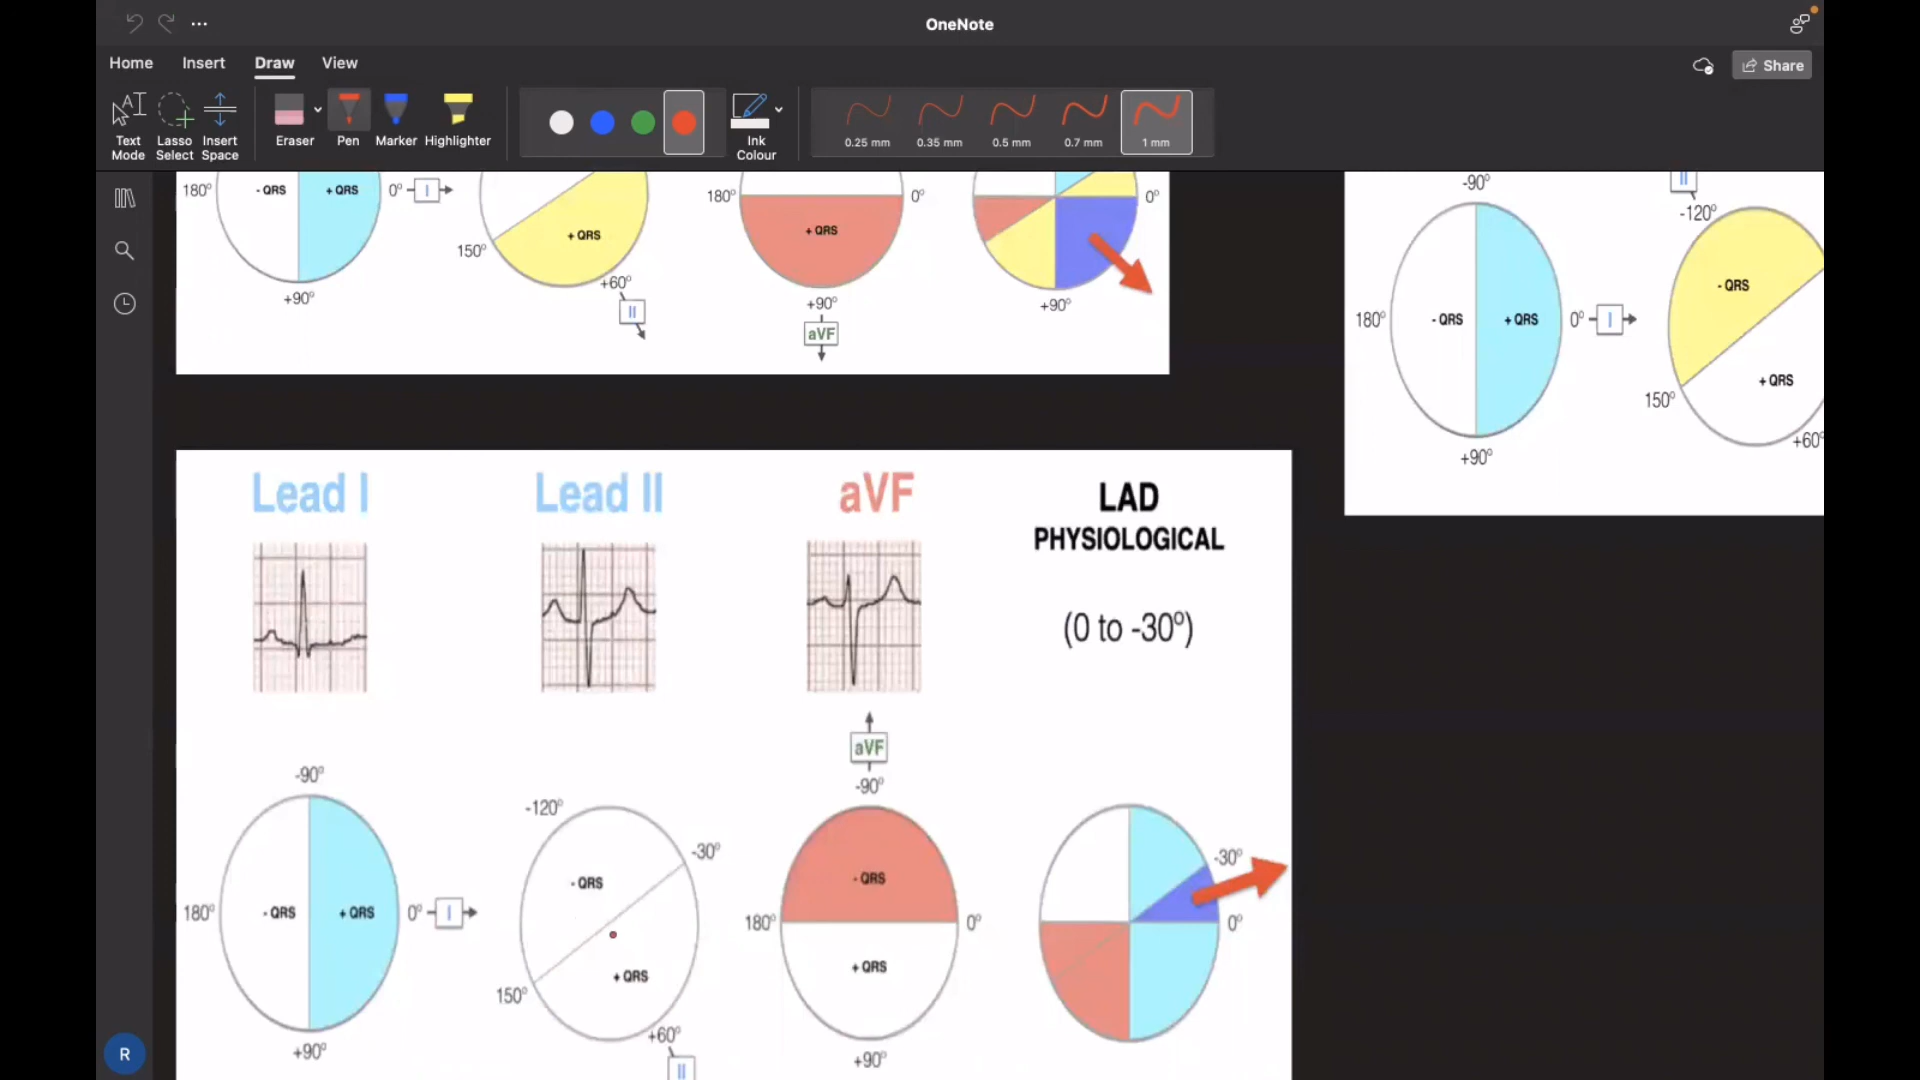 OneNote
Home Insert Draw View
Share
Text Mode
Lasso Select
Insert Space
Eraser
Pen
Marker
Highlighter
Ink Colour
0.25 mm
0.35 mm
0.5 mm
0.7 mm
1 mm
180° - QRS + QRS 0° I
+90°
150° + QRS
+60°
II
180° 0°
+ QRS
+90°
aVF
0°
+90°
-90°
180° - QRS + QRS 0° I
+90°
II
-120°
- QRS
150° + QRS
+60°
Lead I
Lead II
aVF
LAD
PHYSIOLOGICAL
(0 to -30°)
-90°
180° - QRS + QRS 0° I
+90°
-120°
-30°
- QRS
+ QRS
150°
+60°
II
aVF
-90°
- QRS
180° 0°
+ QRS
+90°
-30°
0°
R